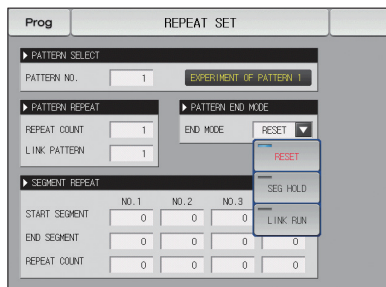 Prog
REPEAT SET
▶ PATTERN SELECT
PATTERN NO. 1 EXPERIMENT OF PATTERN 1
▶ PATTERN REPEAT
REPEAT COUNT 1
LINK PATTERN 1
▶ PATTERN END MODE
END MODE RESET ▼
RESET
SEG HOLD
LINK RUN
▶ SEGMENT REPEAT
NO.1 NO.2 NO.3
START SEGMENT 0 0 0 0
END SEGMENT 0 0 0 0
REPEAT COUNT 0 0 0 0